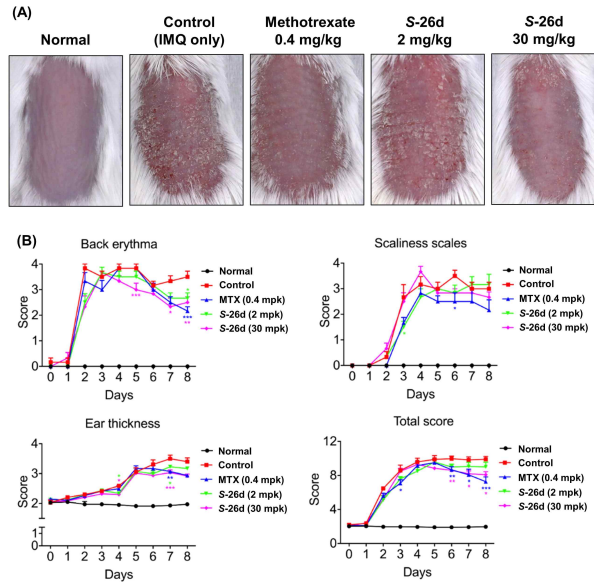 (A)
Normal
Control
(IMQ only)
Methotrexate
0.4 mg/kg
S-26d
2 mg/kg
S-26d
30 mg/kg
(B)
Back erythma
Score
4
3
2
1
0
0 1 2 3 4 5 6 7 8
Days
***
*
*
***
**
Normal
Control
MTX (0.4 mpk)
S-26d (2 mpk)
S-26d (30 mpk)
Scaliness scales
Score
4
3
2
1
0
0 1 2 3 4 5 6 7 8
Days
*
*
Normal
Control
MTX (0.4 mpk)
S-26d (2 mpk)
S-26d (30 mpk)
Ear thickness
Score
4
3
2
1
0
0 1 2 3 4 5 6 7 8
Days
*
*
**
*
***
Normal
Control
MTX (0.4 mpk)
S-26d (2 mpk)
S-26d (30 mpk)
Total score
Score
12
9
6
3
0
0 1 2 3 4 5 6 7 8
Days
*
**
**
*
*
***
*
Normal
Control
MTX (0.4 mpk)
S-26d (2 mpk)
S-26d (30 mpk)